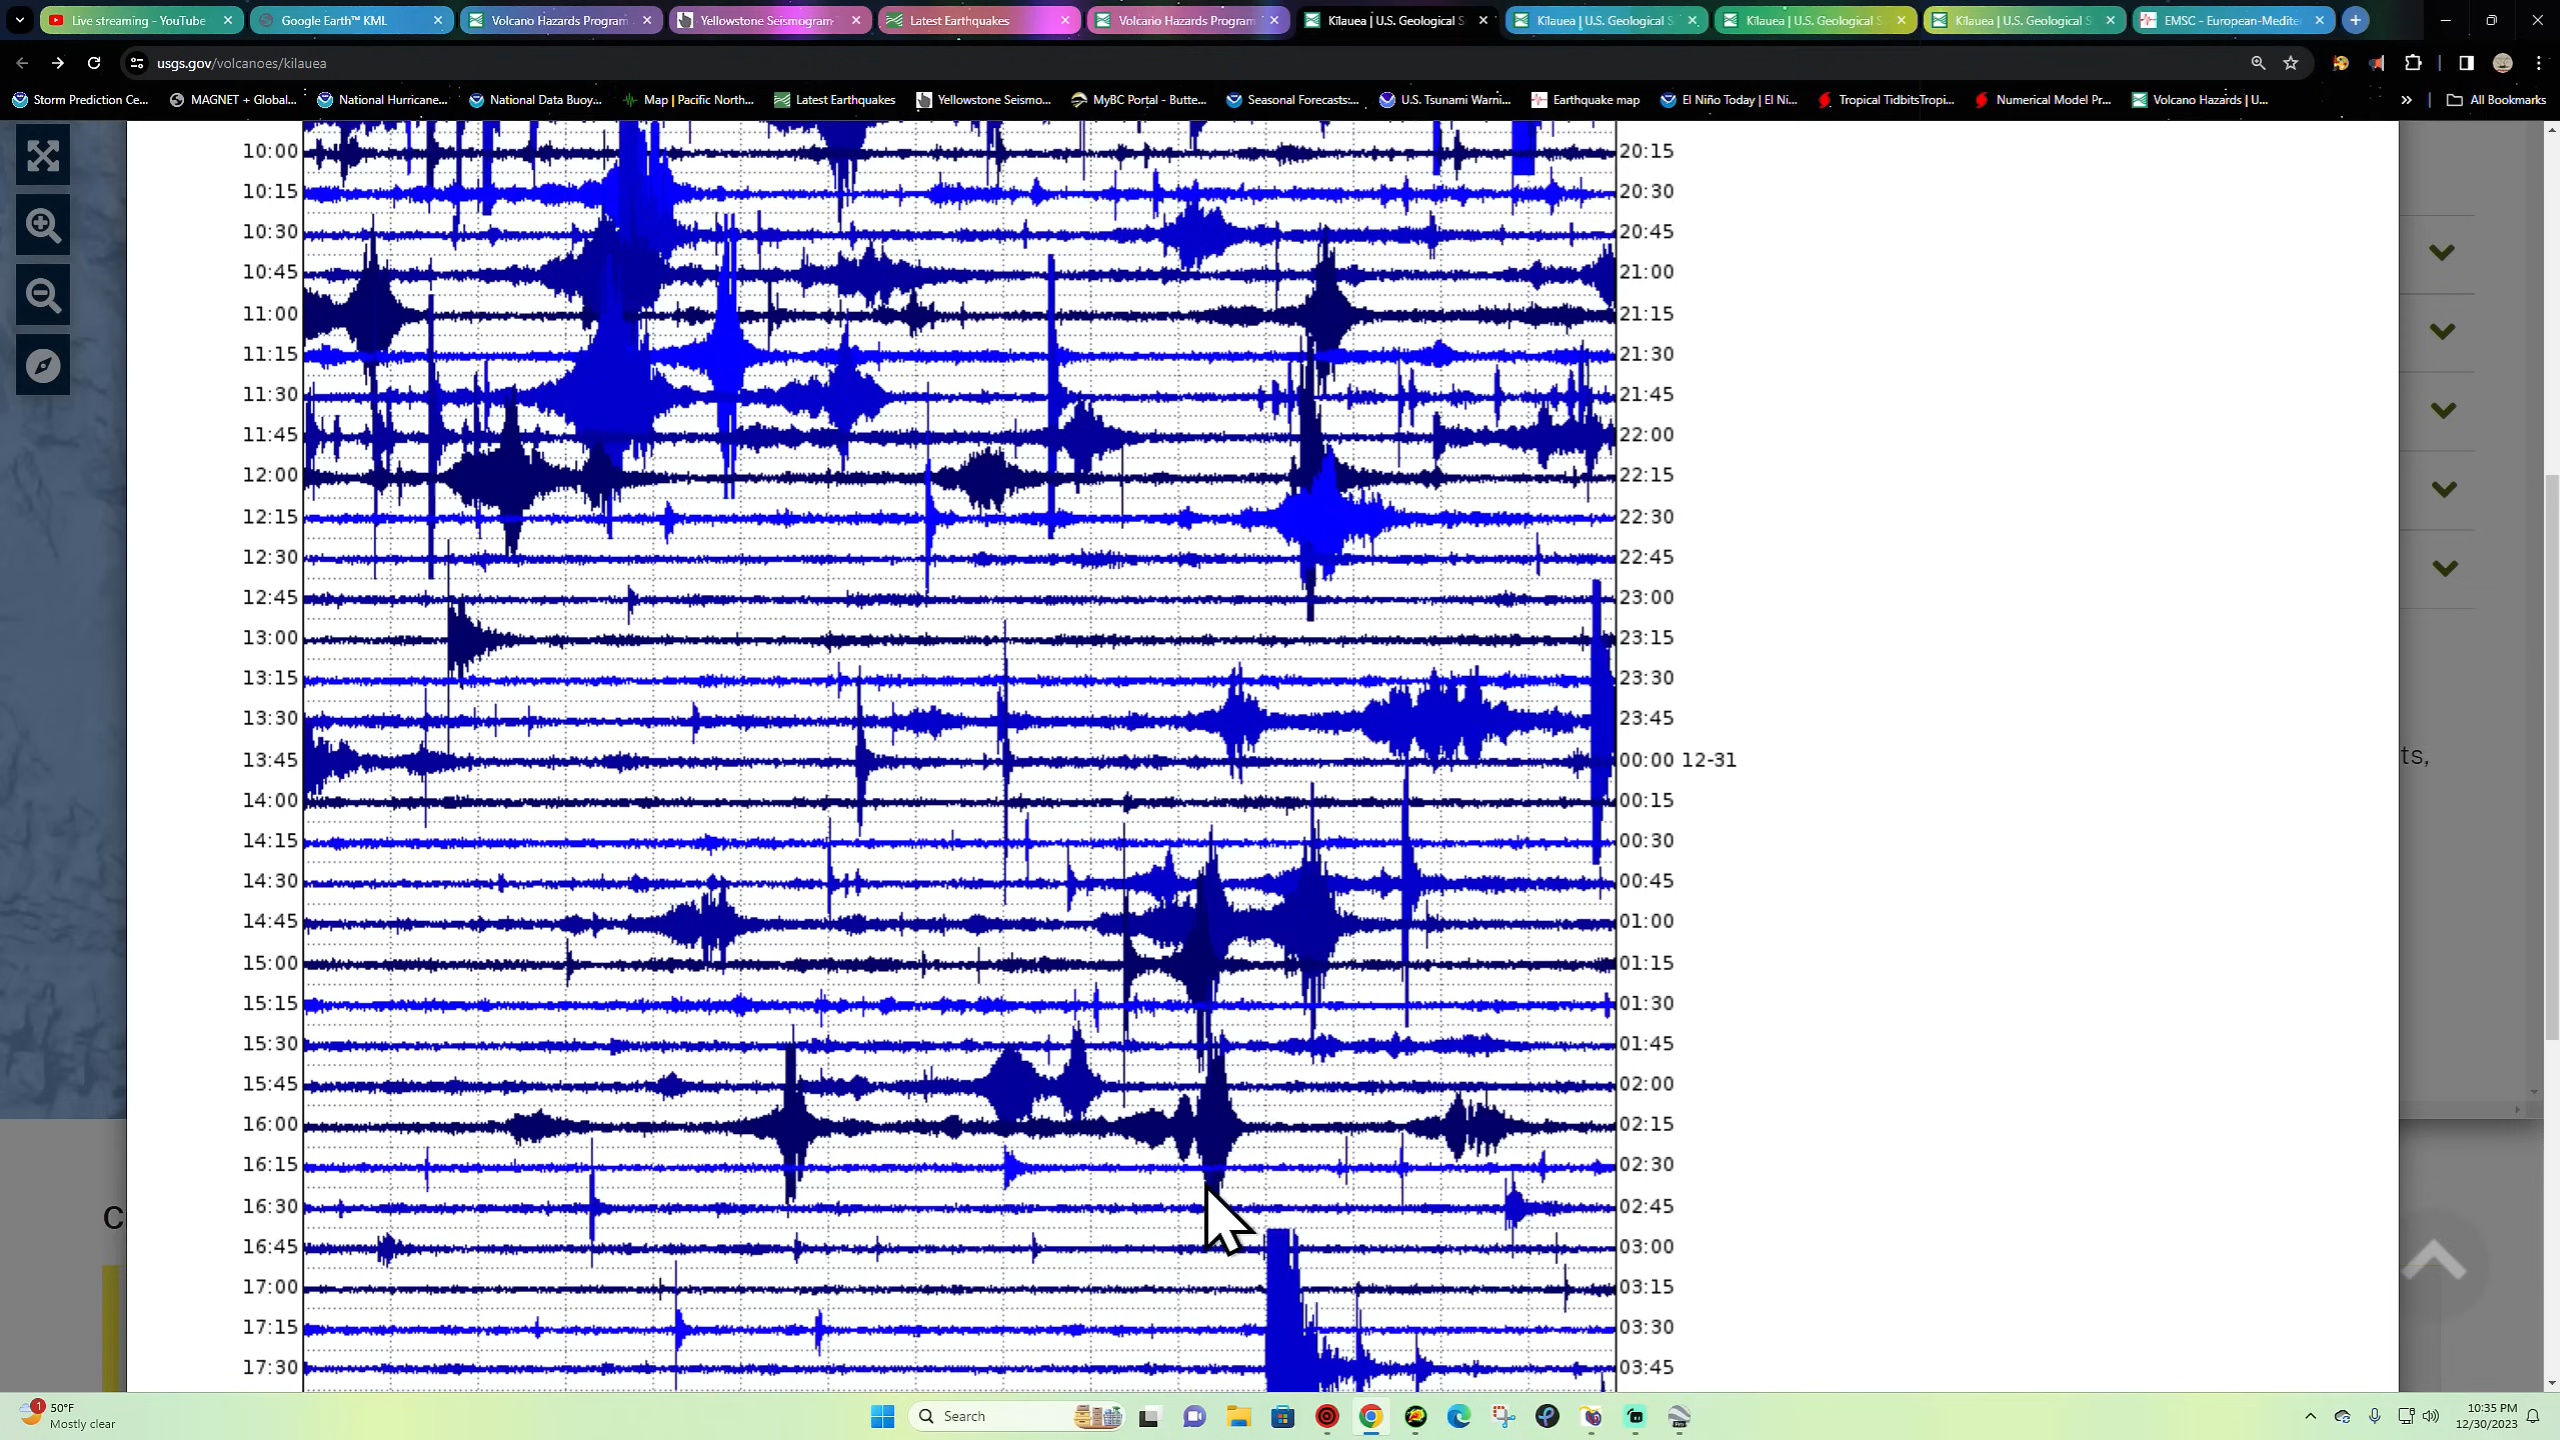 Live streaming - YouTube
Google Earth™ KML
Volcano Hazards Program
Yellowstone Seismogram
Latest Earthquakes
Volcano Hazards Program
Kīlauea | U.S. Geological S
Kīlauea | U.S. Geological S
Kīlauea | U.S. Geological S
Kīlauea | U.S. Geological S
EMSC - European-Medite
usgs.gov/volcanoes/kilauea
Storm Prediction Ce...
MAGNET + Global...
National Hurricane...
National Data Buoy...
Map | Pacific North...
Latest Earthquakes
Yellowstone Seismo...
MyBC Portal - Butte...
Seasonal Forecasts:...
U.S. Tsunami Warni...
Earthquake map
El Niño Today | El Ni...
Tropical TidbitsTropi...
Numerical Model Pr...
Volcano Hazards | U...
All Bookmarks
10:00 20:15
10:15 20:30
10:30 20:45
10:45 21:00
11:00 21:15
11:15 21:30
11:30 21:45
11:45 22:00
12:00 22:15
12:15 22:30
12:30 22:45
12:45 23:00
13:00 23:15
13:15 23:30
13:30 23:45
ts,
13:45 00:00 12-31
14:00 00:15
14:15 00:30
14:30 00:45
14:45 01:00
15:00 01:15
15:15 01:30
15:30 01:45
15:45 02:00
16:00 02:15
16:15 02:30
16:30 02:45
C
16:45 03:00
17:00 03:15
17:15 03:30
17:30 03:45
1
50°F
Mostly clear
Search
10:35 PM
12/30/2023